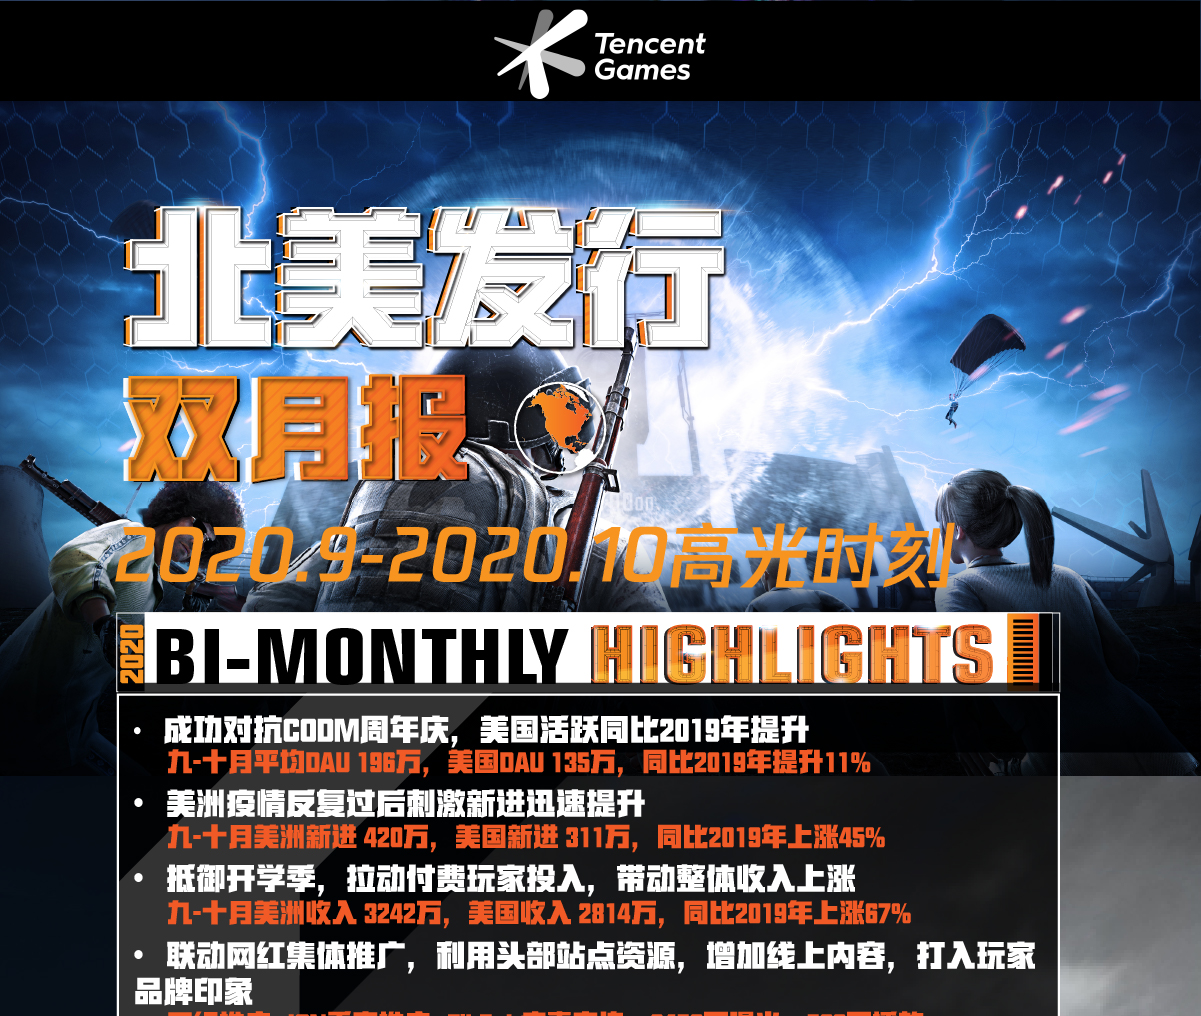 Tencent
Games
北美发行
双月报
2020.9-2020.10高光时刻
2020 BI-MONTHLY HIGHLIGHTS
• 成功对抗CODM周年庆，美国活跃同比2019年提升
九-十月平均DAU 196万，美国DAU 135万，同比2019年提升11%
• 美洲疫情反复过后刺激新进迅速提升
九-十月美洲新进 420万，美国新进 311万，同比2019年上涨45%
• 抵御开学季，拉动付费玩家投入，带动整体收入上涨
九-十月美洲收入 3242万，美国收入 2814万，同比2019年上涨67%
• 联动网红集体推广，利用头部站点资源，增加线上内容，打入玩家
品牌印象